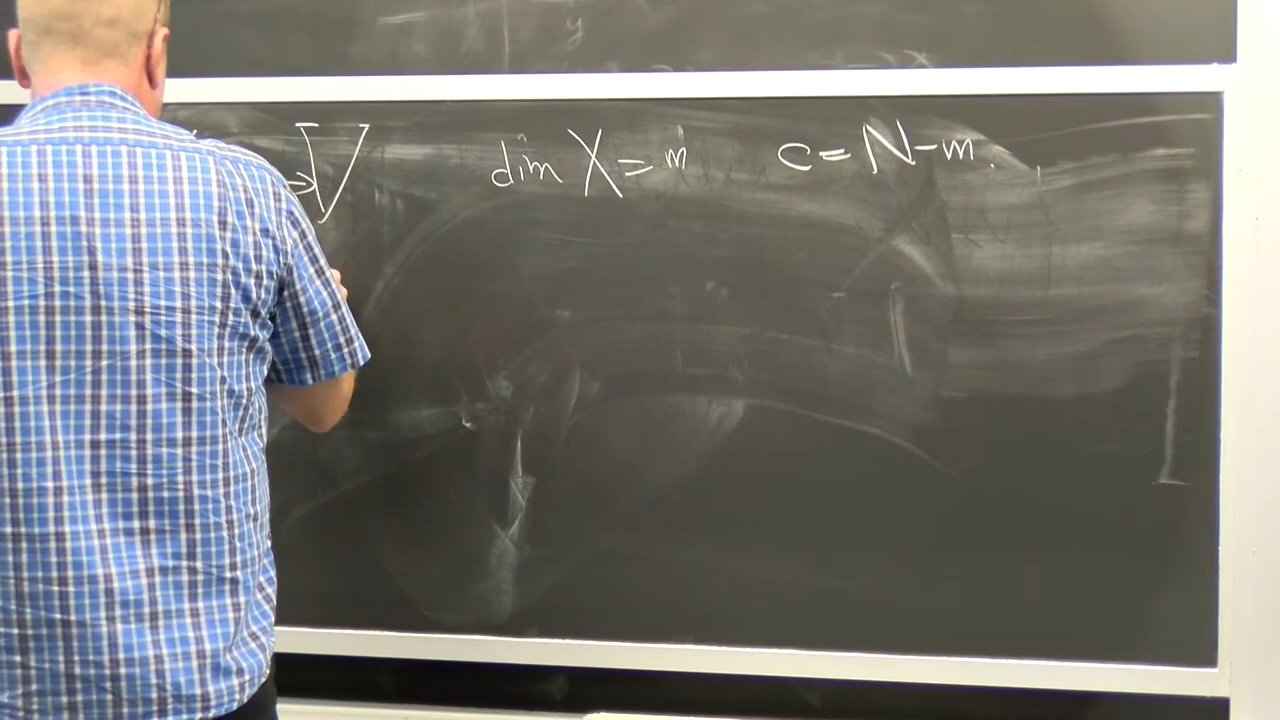 y
x
⇒ V dim X = m c = N - m.